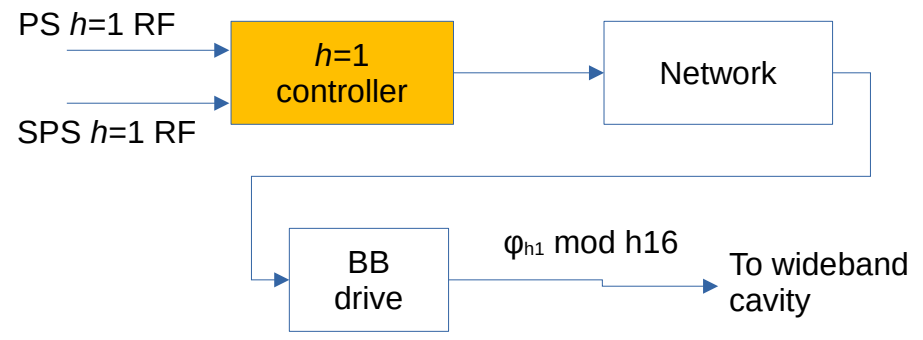 PS h=1 RF
SPS h=1 RF
h=1
controller
Network
BB
drive
φh1 mod h16
To wideband
cavity